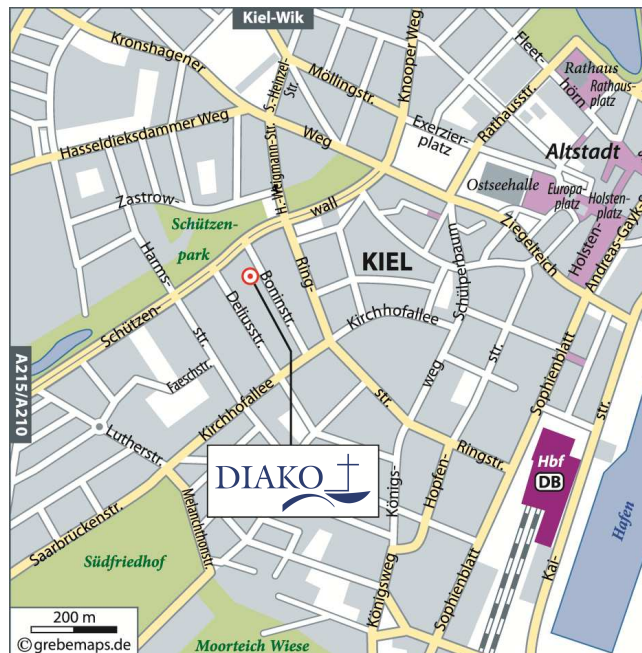 Kiel-Wik
Kronshagener
Weg
S.-Heinzel-
Str.
Möllingstr.
Knooper Weg
Fleet-
hörn
Rathaus
Rathaus-
platz
Rathausstr.
Hasseldieksdammer Weg
H.-Weigmann-Str.
Exerzier-
platz
Altstadt
Ostseehalle
Europa-
platz
Holsten-
platz
Zastrow-
Schützen-
park
wall
Ziegelteich
Holsten-
Andreas-Gayk-S
KIEL
Harms-
str.
Boninstr.
Deliusstr.
Ring-
Schülperbaum
Kirchhofallee
Schützen-
Faeschstr.
str.
weg
str.
Sophienblatt
str.
A215/A210
Lutherstr.
Kirchhofallee
Ringstr.
Hbf
DB
DIAKO
Hopfen-
Königs-
Hafen
Saarbrückenstr.
Melanchthonstr.
Südfriedhof
Königsweg
Sophienblatt
Kai-
200 m
© grebemaps.de
Moorteich Wiese